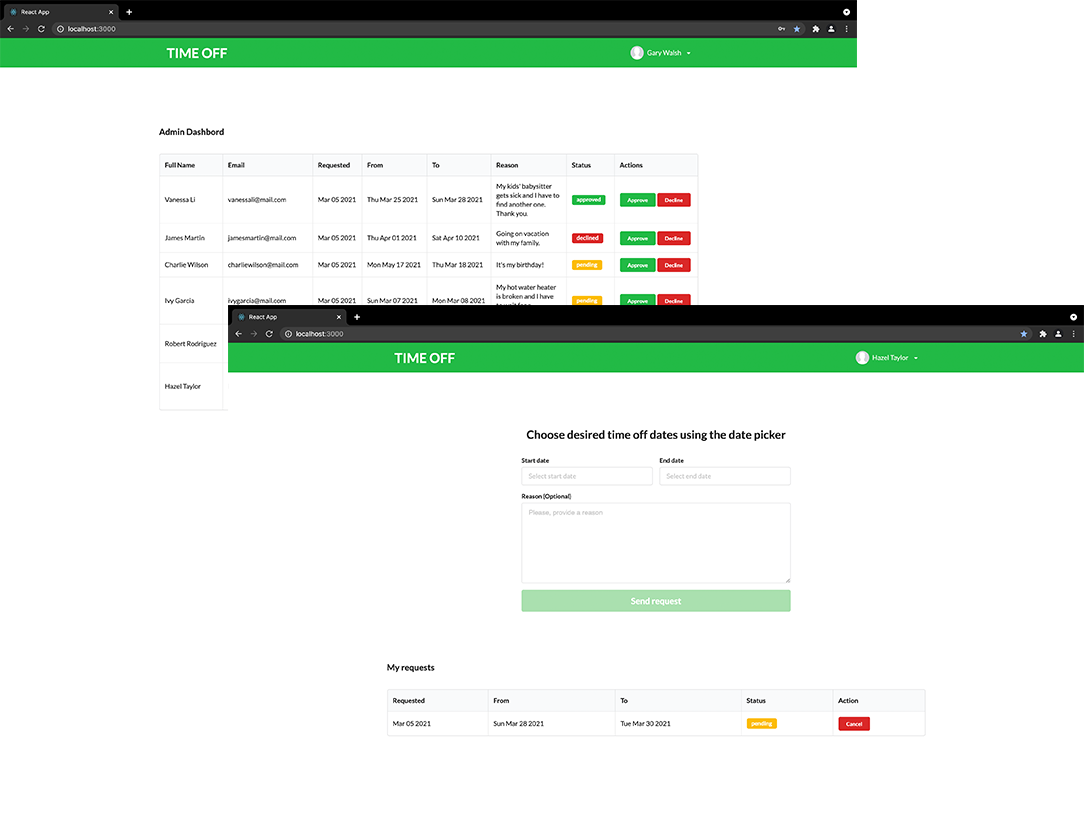 React App
localhost:3000
TIME OFF
Gary Walsh
Admin Dashbord
Full Name Email Requested From To Reason Status Actions
Vanessa Li vanessali@mail.com Mar 05 2021 Thu Mar 25 2021 Sun Mar 28 2021 approved Approve Decline
My kids' babysitter
gets sick and I have to
find another one.
Thank you.
James Martin jamesmartin@mail.com Mar 05 2021 Thu Apr 01 2021 Sat Apr 10 2021 declined Approve Decline
Going on vacation
with my family.
Charlie Wilson charliewilson@mail.com Mar 05 2021 Mon May 17 2021 Thu Mar 18 2021 It's my birthday! pending Approve Decline
Ivy Garcia ivygarcia@mail.com Mar 05 2021 Sun Mar 07 2021 Mon Mar 08 2021 pending Approve Decline
My hot water heater
is broken and I have
Robert Rodriguez
Hazel Taylor
React App
localhost:3000
TIME OFF
Hazel Taylor
Choose desired time off dates using the date picker
Start date End date
Select start date Select end date
Reason (Optional)
Please, provide a reason
Send request
My requests
Requested From To Status Action
Mar 05 2021 Sun Mar 28 2021 Tue Mar 30 2021 pending Cancel